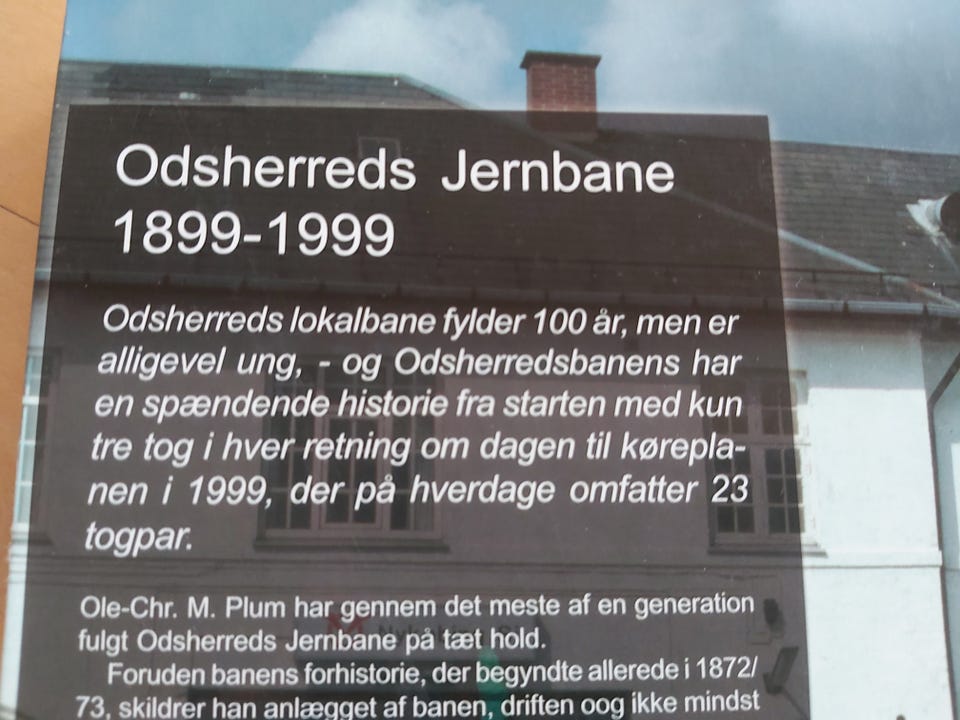 Odsherreds Jernbane
1899-1999
Odsherreds lokalbane fylder 100 år, men er
alligevel ung, - og Odsherredsbanens har
en spændende historie fra starten med kun
tre tog i hver retning om dagen til kørepla-
nen i 1999, der på hverdage omfatter 23
togpar.
Ole-Chr. M. Plum har gennem det meste af en generation
fulgt Odsherreds Jernbane på tæt hold.
Foruden banens forhistorie, der begyndte allerede i 1872/
73, skildrer han anlægget af banen, driften oog ikke mindst